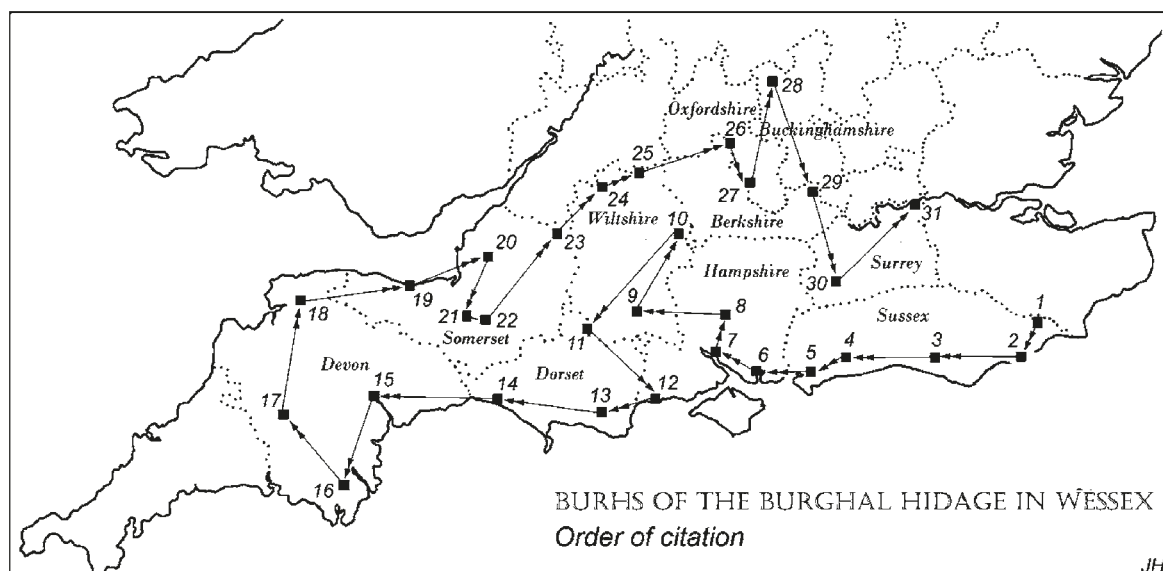 28
Oxfordshire
26
Buckinghamshire
25
27
24
29
31
Wiltshire
10
Berkshire
23
20
Hampshire
Surrey
30
19
18
9
8
1
21
22
Somerset
Sussex
11
7
6
5
4
3
2
Devon
15
14
Dorset
13
12
17
16
BURHS OF THE BURGHAL HIDAGE IN WESSEX
Order of citation
JH